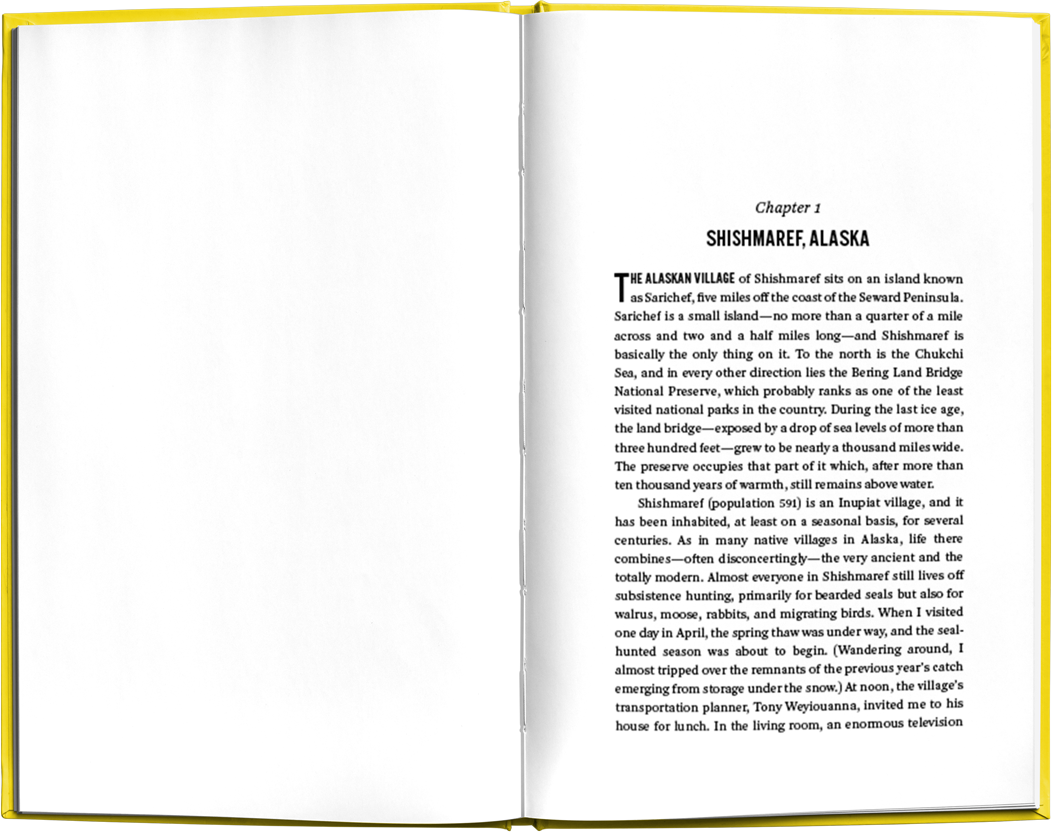 Chapter 1
SHISHMAREF, ALASKA
THE ALASKAN VILLAGE of Shishmaref sits on an island known
as Sarichef, five miles off the coast of the Seward Peninsula.
Sarichef is a small island—no more than a quarter of a mile
across and two and a half miles long—and Shishmaref is
basically the only thing on it. To the north is the Chukchi
Sea, and in every other direction lies the Bering Land Bridge
National Preserve, which probably ranks as one of the least
visited national parks in the country. During the last ice age,
the land bridge—exposed by a drop of sea levels of more than
three hundred feet—grew to be nearly a thousand miles wide.
The preserve occupies that part of it which, after more than
ten thousand years of warmth, still remains above water.
Shishmaref (population 591) is an Inupiat village, and it
has been inhabited, at least on a seasonal basis, for several
centuries. As in many native villages in Alaska, life there
combines—often disconcertingly—the very ancient and the
totally modern. Almost everyone in Shishmaref still lives off
subsistence hunting, primarily for bearded seals but also for
walrus, moose, rabbits, and migrating birds. When I visited
one day in April, the spring thaw was under way, and the seal-
hunted season was about to begin. (Wandering around, I
almost tripped over the remnants of the previous year's catch
emerging from storage under the snow.) At noon, the village's
transportation planner, Tony Weyiouanna, invited me to his
house for lunch. In the living room, an enormous television